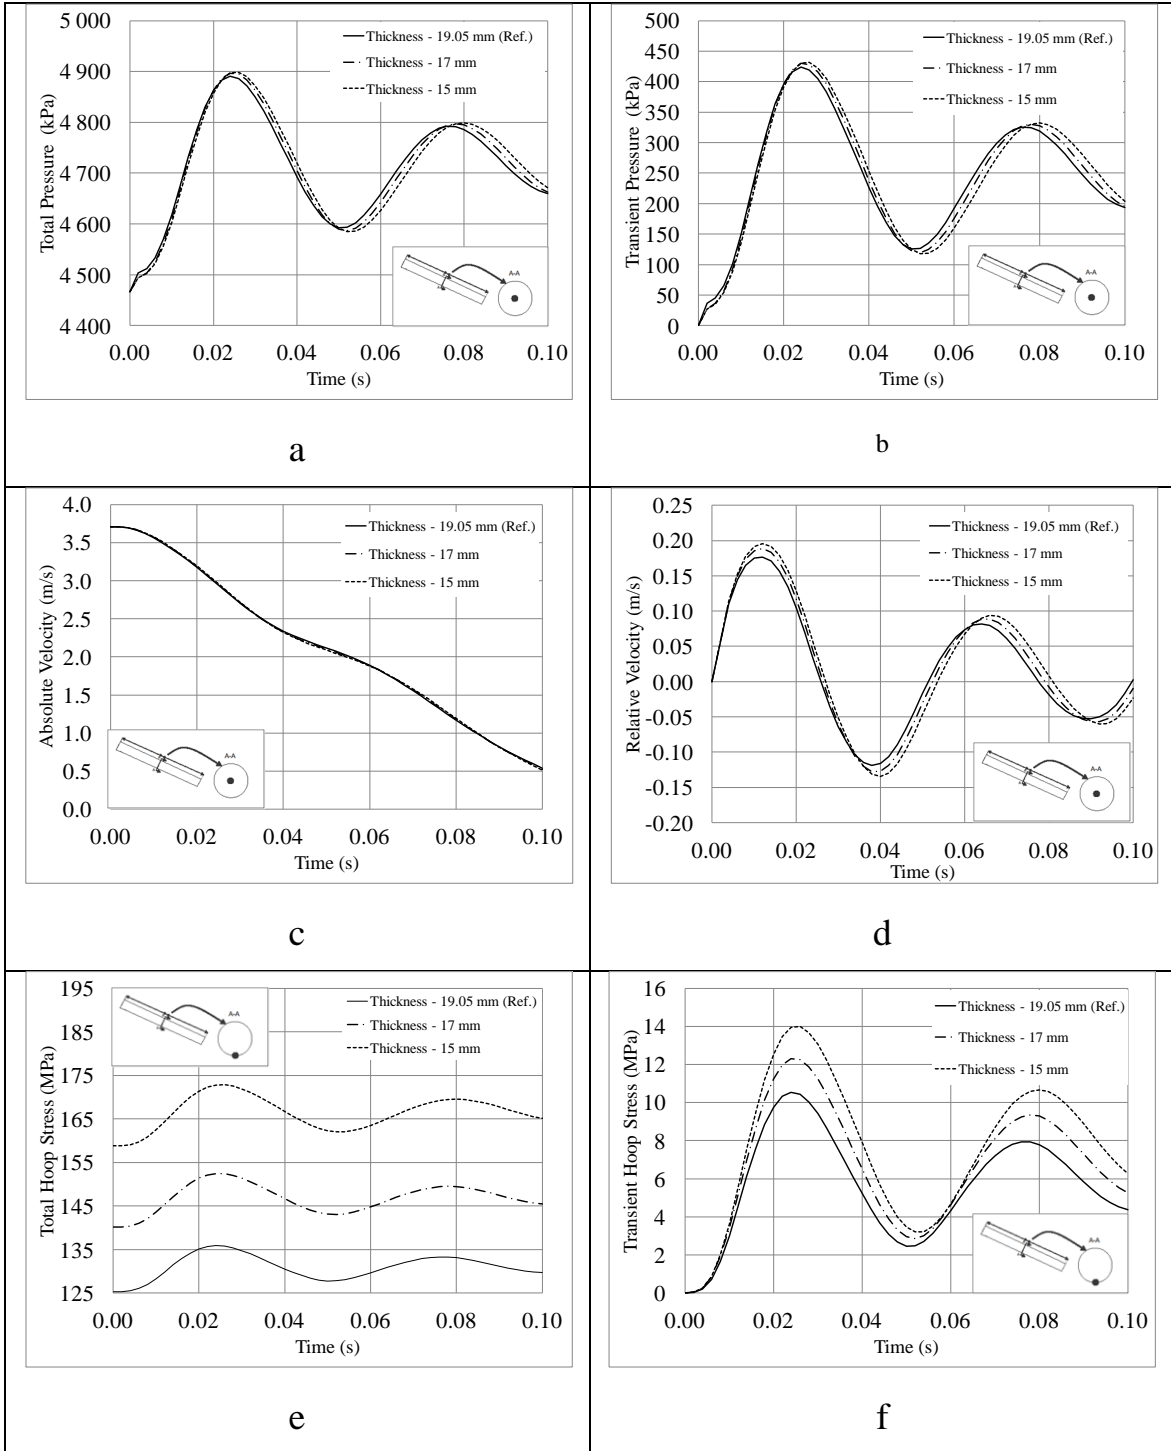 5 000
4 900
4 800
4 700
4 600
4 500
4 400
Total Pressure (kPa)
Thickness - 19.05 mm (Ref.)
Thickness - 17 mm
Thickness - 15 mm
A-A
0.00 0.02 0.04 0.06 0.08 0.10
Time (s)
a
500
450
400
350
300
250
200
150
100
50
0
Transient Pressure (kPa)
Thickness - 19.05 mm (Ref.)
Thickness - 17 mm
Thickness - 15 mm
A-A
0.00 0.02 0.04 0.06 0.08 0.10
Time (s)
b
4.0
3.5
3.0
2.5
2.0
1.5
1.0
0.5
0.0
Absolute Velocity (m/s)
Thickness - 19.05 mm (Ref.)
Thickness - 17 mm
Thickness - 15 mm
A-A
0.00 0.02 0.04 0.06 0.08 0.10
Time (s)
c
0.25
0.20
0.15
0.10
0.05
0.00
-0.05
-0.10
-0.15
-0.20
Relative Velocity (m/s)
Thickness - 19.05 mm (Ref.)
Thickness - 17 mm
Thickness - 15 mm
A-A
0.00 0.02 0.04 0.06 0.08 0.10
Time (s)
d
195
185
175
165
155
145
135
125
Total Hoop Stress (MPa)
A-A
Thickness - 19.05 mm (Ref.)
Thickness - 17 mm
Thickness - 15 mm
0.00 0.02 0.04 0.06 0.08 0.10
Time (s)
e
16
14
12
10
8
6
4
2
0
Transient Hoop Stress (MPa)
Thickness - 19.05 mm (Ref.)
Thickness - 17 mm
Thickness - 15 mm
A-A
0.00 0.02 0.04 0.06 0.08 0.10
Time (s)
f